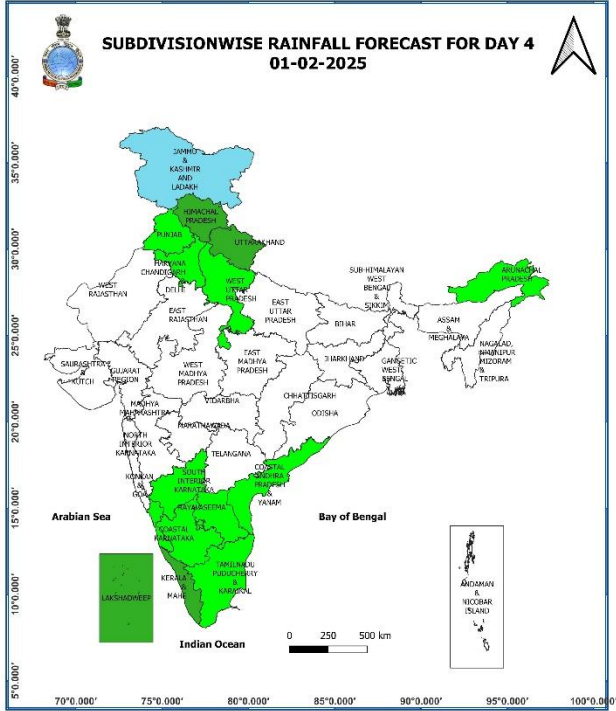 SUBDIVISIONWISE RAINFALL FORECAST FOR DAY 4
01-02-2025
40°0.000'
35°0.000'
30°0.000'
25°0.000'
20°0.000'
15°0.000'
10°0.000'
5°0.000'
JAMMO
&
KASHMIR
AND
LADAKH
HIMACHAL
PRADESH
PUNJAB
UTTARAKHAND
HARYANA
CHANDIGARH
DELHI
WEST
RAJASTHAN
WEST
UTTAR
PRADESH
EAST
RAJASTHAN
EAST
UTTAR
PRADESH
SUB-HIMALAYAN
WEST
BENGAL
&
SIKKIM
ARUNACHAL
PRADESH
ASSAM
&
MEGHALAYA
NAGALAD,
MANIPUR
MIZORAM
&
TRIPURA
BIHAR
JHARKHAND
GANGETIC
WEST
BENGAL
SAURASHTRA
&
KUTCH
GUJARAT
REGION
WEST
MADHYA
PRADESH
EAST
MADHYA
PRADESH
CHHATTISGARH
ODISHA
VIDARBHA
MADHYA
MAHARASHTRA
MARATHAWADA
NORTH
INTERIOR
KARNATAKA
TELANGANA
KONKAN
&
GOA
SOUTH
INTERIOR
KARNATAKA
COASTAL
ANDHRA
PRADESH
&
YANAM
RAYALASEEMA
COASTAL
KARNATAKA
TAMILNADU
PUDUCHERRY
&
KARAIKAL
KERALA
&
MAHE
LAKSHADWEEP
ANDAMAN
&
NICOBAR
ISLAND
Arabian Sea
Bay of Bengal
Indian Ocean
0 250 500 km
70°0.000' 75°0.000' 80°0.000' 85°0.000' 90°0.000' 95°0.000' 100°0.000'